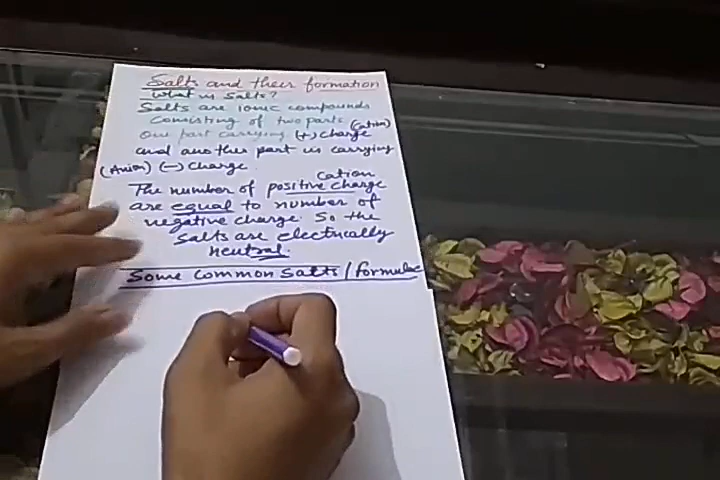 Salts and their formation
What is Salts?
Salts are ionic compounds
consisting of two parts
One part carrying (+) charge (Cation)
and another part is carrying
(Anion) (-) charge.
cation
The number of positive charge
are equal to number of
negative charge. So the
Salts are electrically
neutral.
Some common Salts / formulae